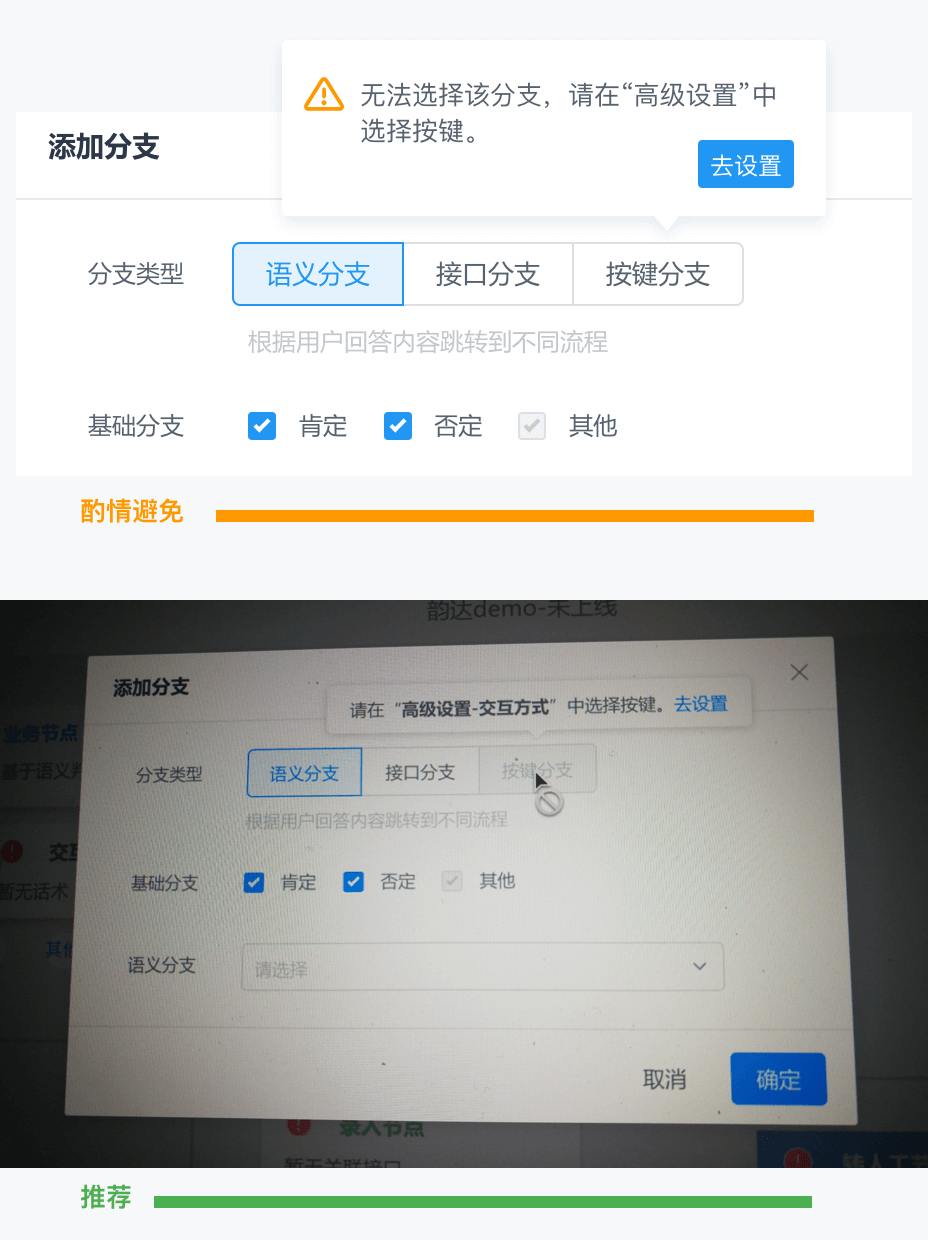 无法选择该分支，请在“高级设置”中
选择按键。
去设置
添加分支
分支类型
语义分支
接口分支
按键分支
根据用户回答内容跳转到不同流程
基础分支
肯定
否定
其他
酌情避免
韵达demo-未上线
添加分支
请在“高级设置-交互方式”中选择按键。去设置
业务节点
基于语义判
分支类型
语义分支
接口分支
按键分支
根据用户回答内容跳转到不同流程
交互
暂无话术
基础分支
肯定
否定
其他
其他
语义分支
请选择
取消
确定
录入节点
暂无关联接口
转人工节
推荐